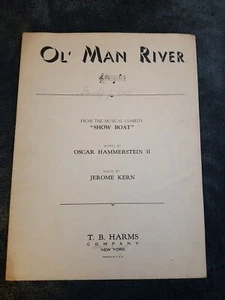 OL' MAN RIVER
FROM THE MUSICAL COMEDY
"SHOW BOAT"
WORDS BY
OSCAR HAMMERSTEIN II
MUSIC BY
JEROME KERN
T. B. HARMS
COMPANY
NEW YORK